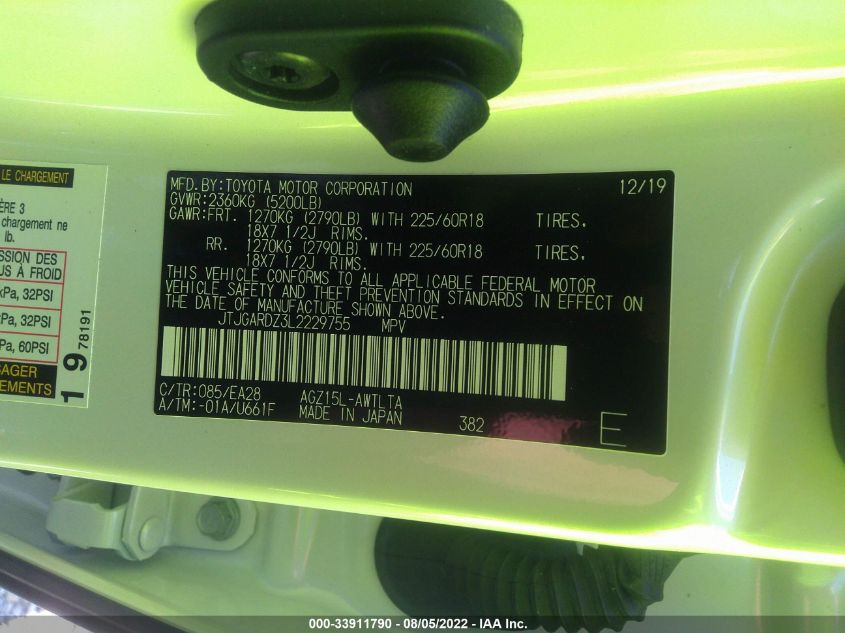 LE CHARGEMENT
ÈRE 3
chargement ne
lb.
SSION DES
US À FROID
kPa, 32PSI
Pa, 32PSI
Pa, 60PSI
SAGER
EMENTS
1 9 78191
MFD.BY:TOYOTA MOTOR CORPORATION 12/19
GVWR:2360KG (5200LB)
GAWR:FRT. 1270KG (2790LB) WITH 225/60R18 TIRES.
18X7 1/2J RIMS.
RR. 1270KG (2790LB) WITH 225/60R18 TIRES.
18X7 1/2J RIMS.
THIS VEHICLE CONFORMS TO ALL APPLICABLE FEDERAL MOTOR
VEHICLE SAFETY AND THEFT PREVENTION STANDARDS IN EFFECT ON
THE DATE OF MANUFACTURE SHOWN ABOVE.
JTJGARDZ3L2229755 MPV
C/TR:085/EA28 AGZ15L-AWTLTA
A/TM:-01A/U661F MADE IN JAPAN 382 E
000-33911790 - 08/05/2022 - IAA Inc.